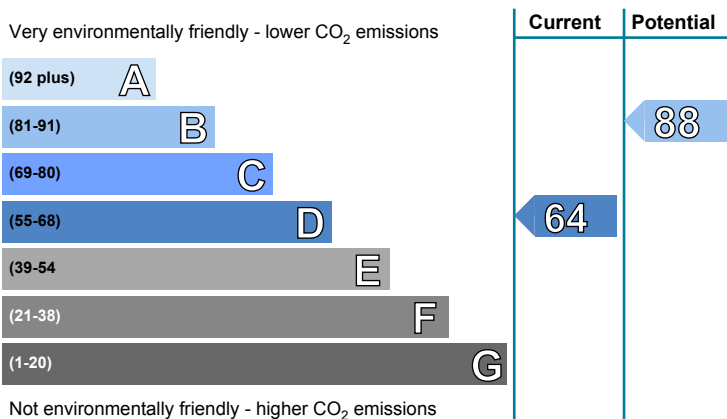 Very environmentally friendly - lower CO2 emissions
Current
Potential
(92 plus) A
(81-91) B
88
(69-80) C
(55-68) D
64
(39-54 E
(21-38) F
(1-20) G
Not environmentally friendly - higher CO2 emissions